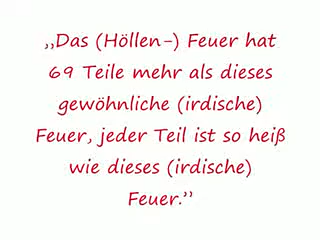 „Das (Höllen-) Feuer hat
69 Teile mehr als dieses
gewöhnliche (irdische)
Feuer, jeder Teil ist so heiß
wie dieses (irdische)
Feuer.”